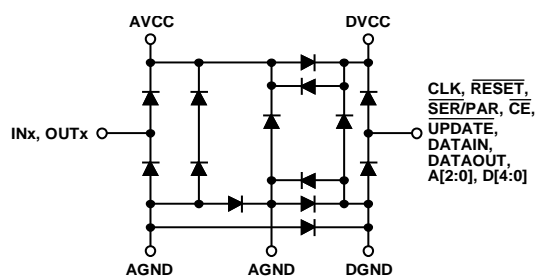 AVCC DVCC
INx, OUTx
CLK, RESET,
SER/PAR, CE,
UPDATE,
DATAIN,
DATAOUT,
A[2:0], D[4:0]
AGND AGND DGND